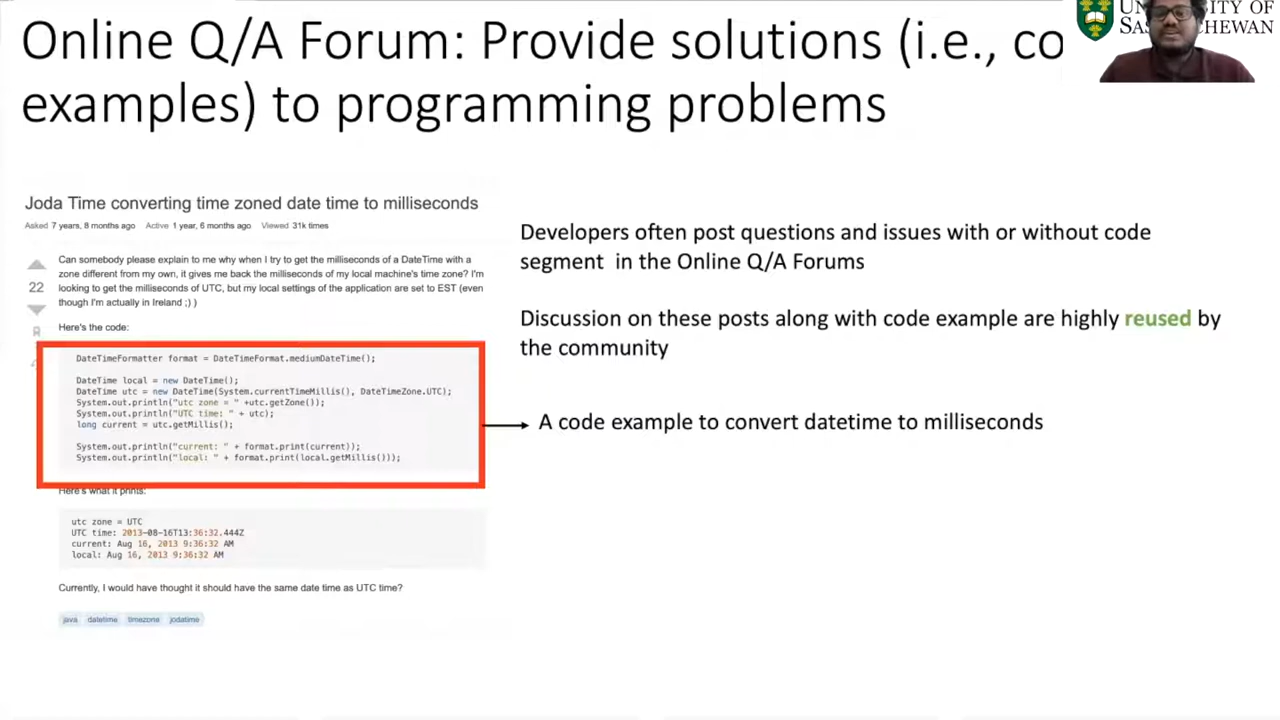 Online Q/A Forum: Provide solutions (i.e., co
examples) to programming problems
UN
CITY OF
SAS
CHEWAN
Joda Time converting time zoned date time to milliseconds
Asked 7 years, 8 months ago Active 1 year, 6 months ago Viewed 31k times
Can somebody please explain to me why when I try to get the milliseconds of a DateTime with a
zone different from my own, it gives me back the milliseconds of my local machine's time zone? I'm
22
looking to get the milliseconds of UTC, but my local settings of the application are set to EST (even
though I'm actually in Ireland ;) )
Here's the code:
DateTimeFormatter format = DateTimeFormat.mediumDateTime();
DateTime local = new DateTime();
DateTime utc = new DateTime(System.currentTimeMillis(), DateTimeZone.UTC);
System.out.println("utc zone = " +utc.getZone());
System.out.println("UTC time: " + utc);
long current = utc.getMillis();
System.out.println("current: " + format.print(current));
System.out.println("local: " + format.print(local.getMillis()));
Here's what it prints:
utc zone = UTC
UTC time: 2013-08-16T13:36:32.444Z
current: Aug 16, 2013 9:36:32 AM
local: Aug 16, 2013 9:36:32 AM
Currently, I would have thought it should have the same date time as UTC time?
java datetime timezone jodatime
Developers often post questions and issues with or without code
segment in the Online Q/A Forums
Discussion on these posts along with code example are highly reused by
the community
A code example to convert datetime to milliseconds